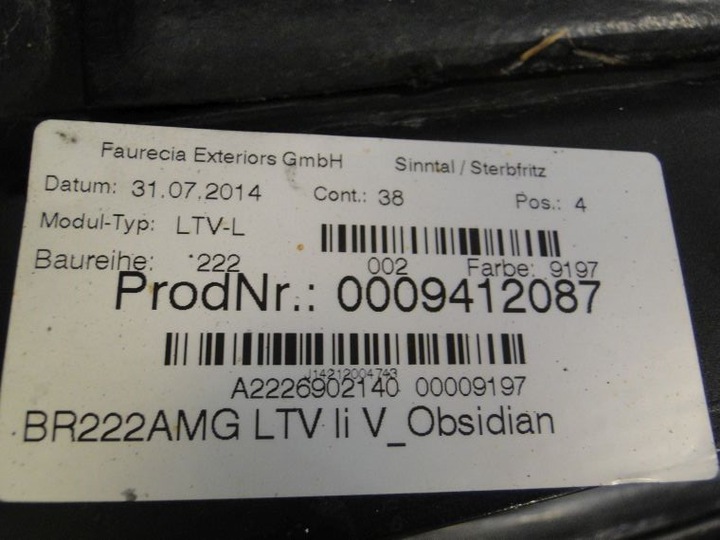 Faurecia Exteriors GmbH Sinntal / Sterbfritz
Datum: 31.07.2014 Cont.: 38 Pos.: 4
Modul-Typ: LTV-L
Baureihe: 222 002 Farbe: 9197
ProdNr.: 0009412087
J14212004743
A2226902140 00009197
BR222AMG LTV li V_Obsidian